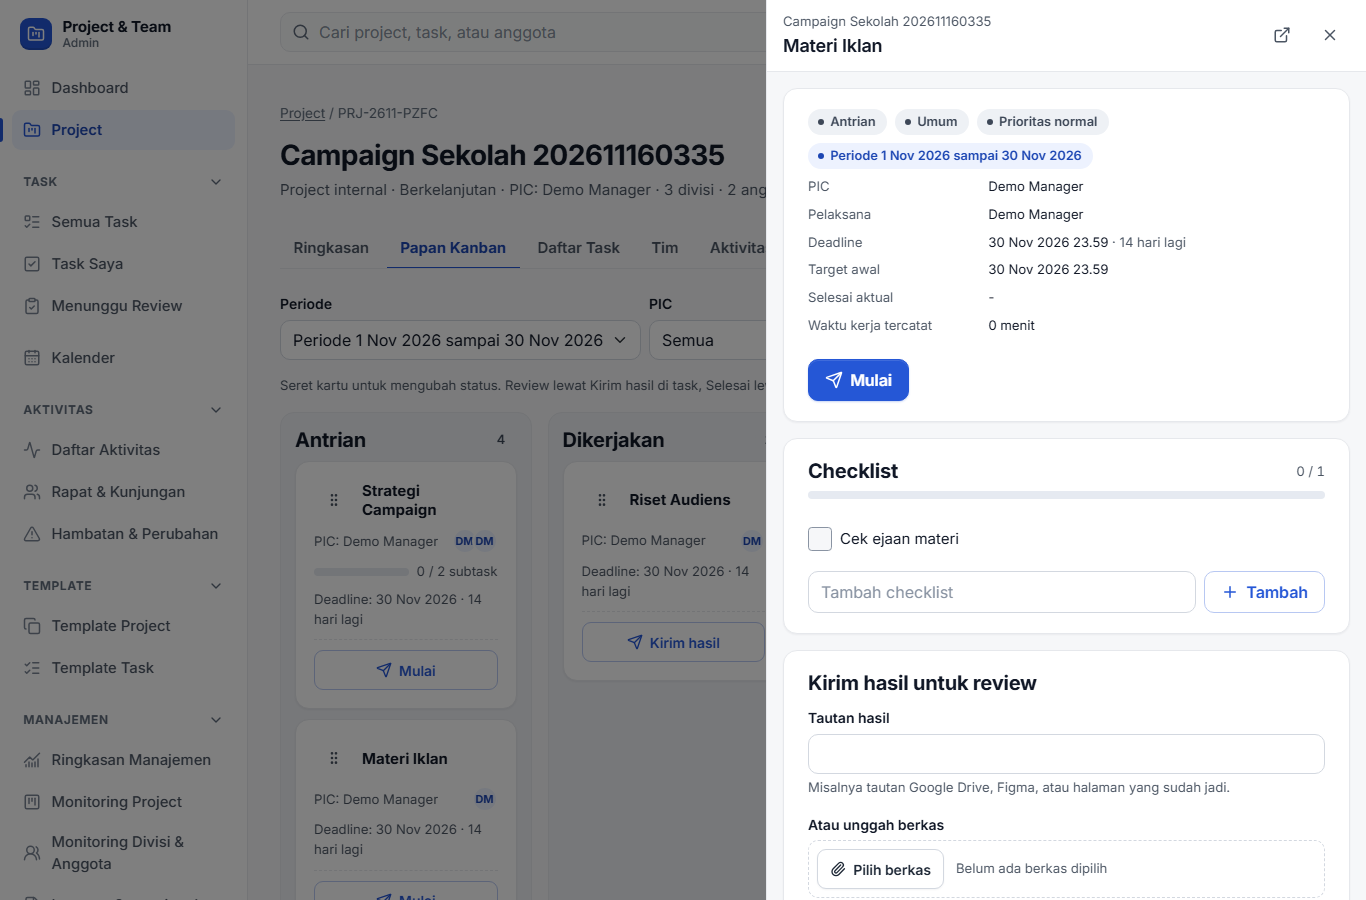 Project & Team
Admin
Dashboard
Project
TASK
Semua Task
Task Saya
Menunggu Review
Kalender
AKTIVITAS
Daftar Aktivitas
Rapat & Kunjungan
Hambatan & Perubahan
TEMPLATE
Template Project
Template Task
MANAJEMEN
Ringkasan Manajemen
Monitoring Project
Monitoring Divisi &
Anggota
Cari project, task, atau anggota
Project / PRJ-2611-PZFC
Campaign Sekolah 202611160335
Project internal · Berkelanjutan · PIC: Demo Manager · 3 divisi · 2
Ringkasan
Papan Kanban
Daftar Task
Tim
Periode
PIC
Periode 1 Nov 2026 sampai 30 Nov 2026
Semua
Seret kartu untuk mengubah status. Review lewat Kirim hasil di task, Selesai
Antrian 4
Strategi
Campaign
PIC: Demo Manager DM DM
0 / 2 subtask
Deadline: 30 Nov 2026 · 14
hari lagi
Mulai
Materi Iklan
PIC: Demo Manager DM
Deadline: 30 Nov 2026 · 14
hari lagi
Dikerjakan
Riset Audiens
PIC: Demo Manager DM
Deadline: 30 Nov 2026 · 14
hari lagi
Kirim hasil
Campaign Sekolah 202611160335
Materi Iklan
Antrian
Umum
Prioritas normal
Periode 1 Nov 2026 sampai 30 Nov 2026
PIC Demo Manager
Pelaksana Demo Manager
Deadline 30 Nov 2026 23.59 · 14 hari lagi
Target awal 30 Nov 2026 23.59
Selesai aktual -
Waktu kerja tercatat 0 menit
Mulai
Checklist 0 / 1
Cek ejaan materi
Tambah checklist
Tambah
Kirim hasil untuk review
Tautan hasil
Misalnya tautan Google Drive, Figma, atau halaman yang sudah jadi.
Atau unggah berkas
Pilih berkas
Belum ada berkas dipilih